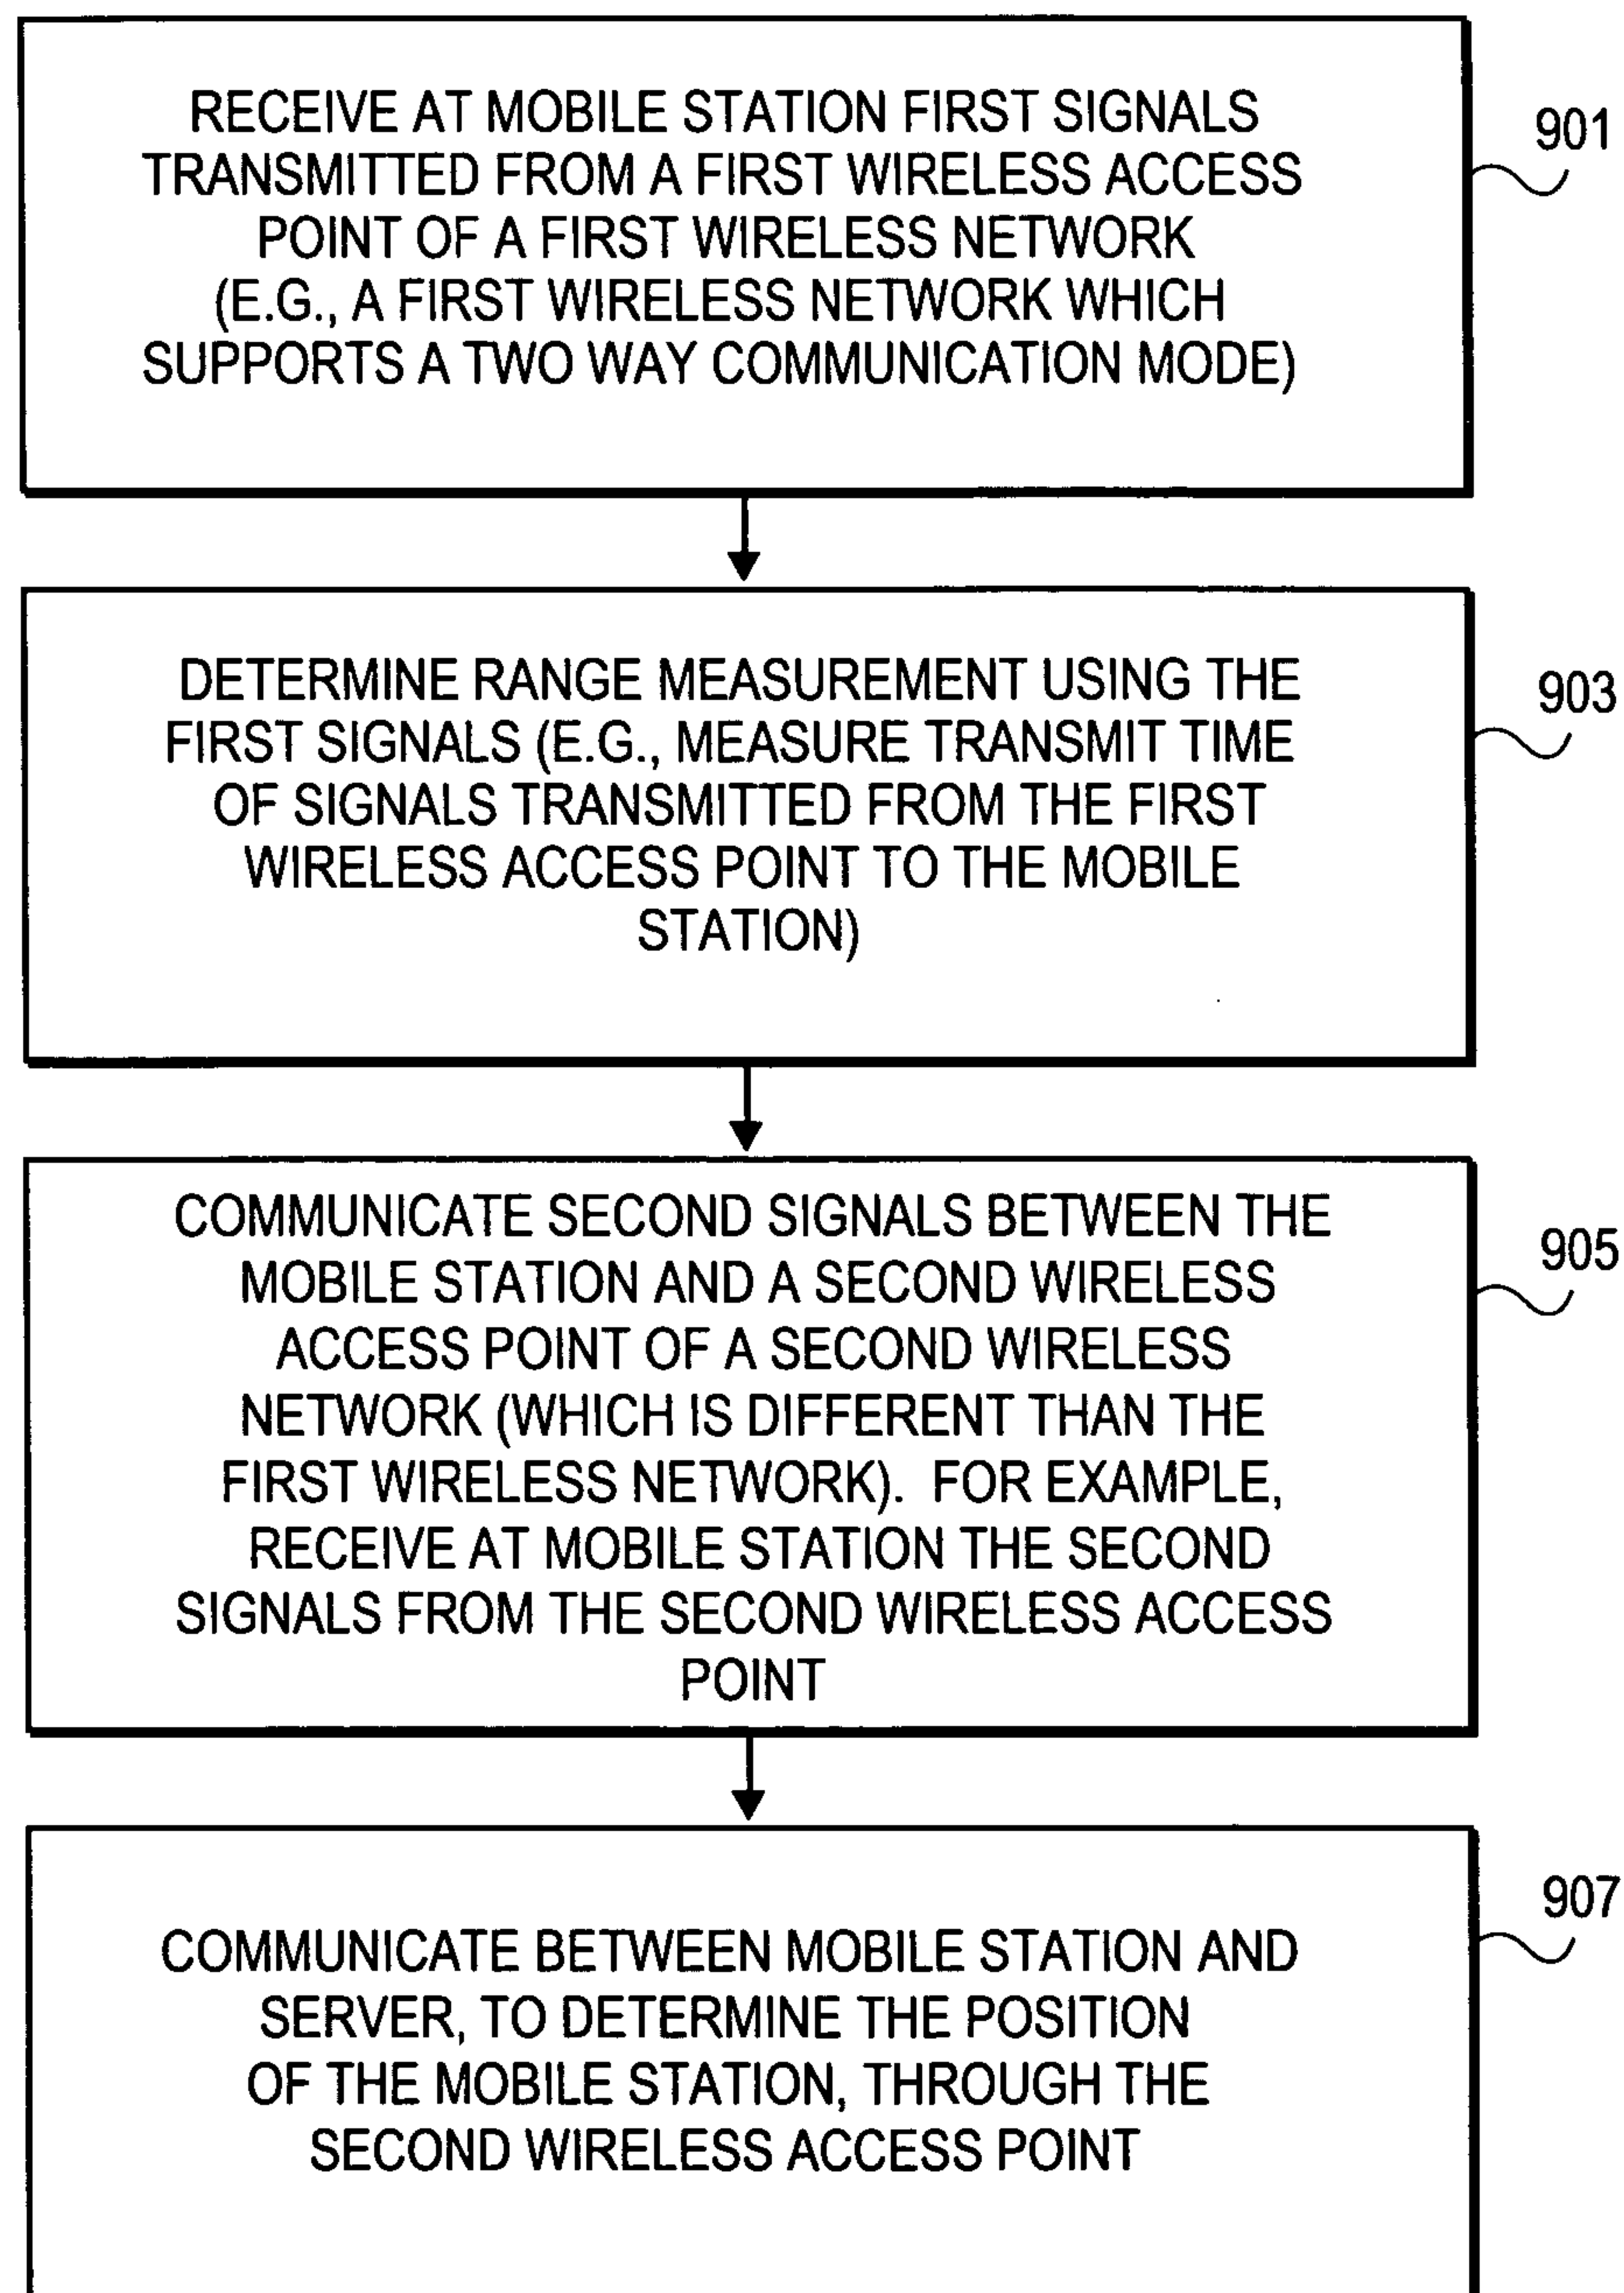 RECEIVE AT MOBILE STATION FIRST SIGNALS
TRANSMITTED FROM A FIRST WIRELESS ACCESS
POINT OF A FIRST WIRELESS NETWORK
(E.G., A FIRST WIRELESS NETWORK WHICH
SUPPORTS A TWO WAY COMMUNICATION MODE)
901
DETERMINE RANGE MEASUREMENT USING THE
FIRST SIGNALS (E.G., MEASURE TRANSMIT TIME
OF SIGNALS TRANSMITTED FROM THE FIRST
WIRELESS ACCESS POINT TO THE MOBILE
STATION)
903
COMMUNICATE SECOND SIGNALS BETWEEN THE
MOBILE STATION AND A SECOND WIRELESS
ACCESS POINT OF A SECOND WIRELESS
NETWORK (WHICH IS DIFFERENT THAN THE
FIRST WIRELESS NETWORK). FOR EXAMPLE,
RECEIVE AT MOBILE STATION THE SECOND
SIGNALS FROM THE SECOND WIRELESS ACCESS
POINT
905
COMMUNICATE BETWEEN MOBILE STATION AND
SERVER, TO DETERMINE THE POSITION
OF THE MOBILE STATION, THROUGH THE
SECOND WIRELESS ACCESS POINT
907